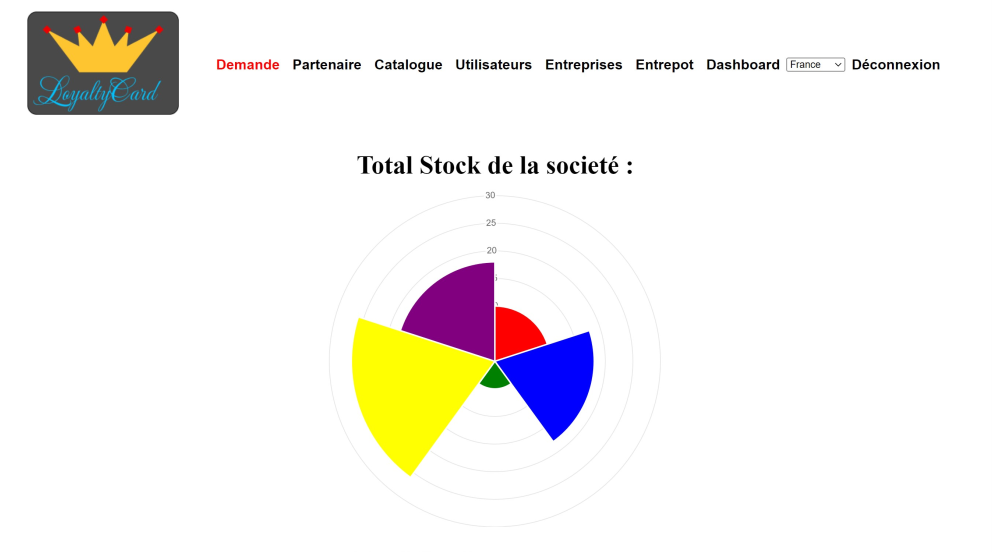 LoyaltyCard
Demande Partenaire Catalogue Utilisateurs Entreprises Entrepot Dashboard France Déconnexion
Total Stock de la societé :
30
25
20